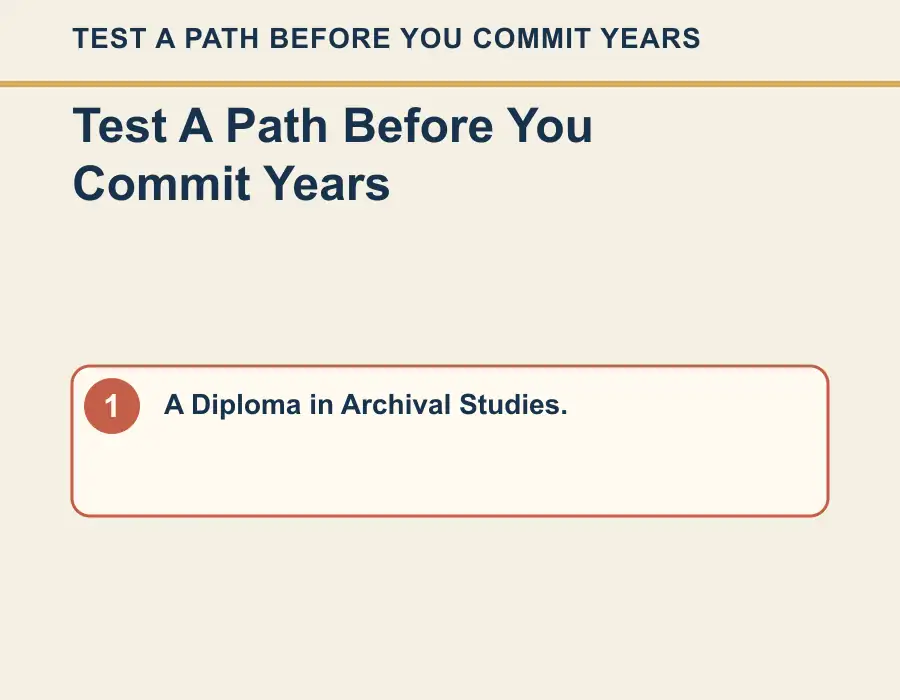 TEST A PATH BEFORE YOU COMMIT YEARS
Test A Path Before You
Commit Years
1
A Diploma in Archival Studies.